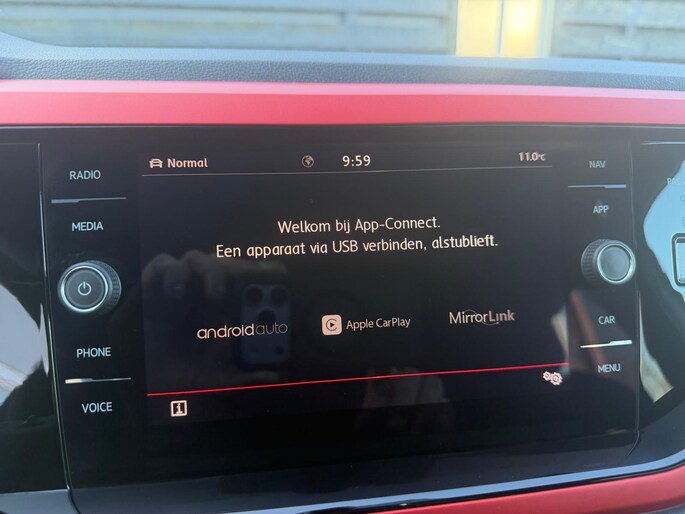 Normal
9:59
11.0°C
RADIO
NAV
MEDIA
APP
Welkom bij App-Connect.
Een apparaat via USB verbinden, alstublieft.
androidauto
Apple CarPlay
MirrorLink
PHONE
CAR
VOICE
MENU
i